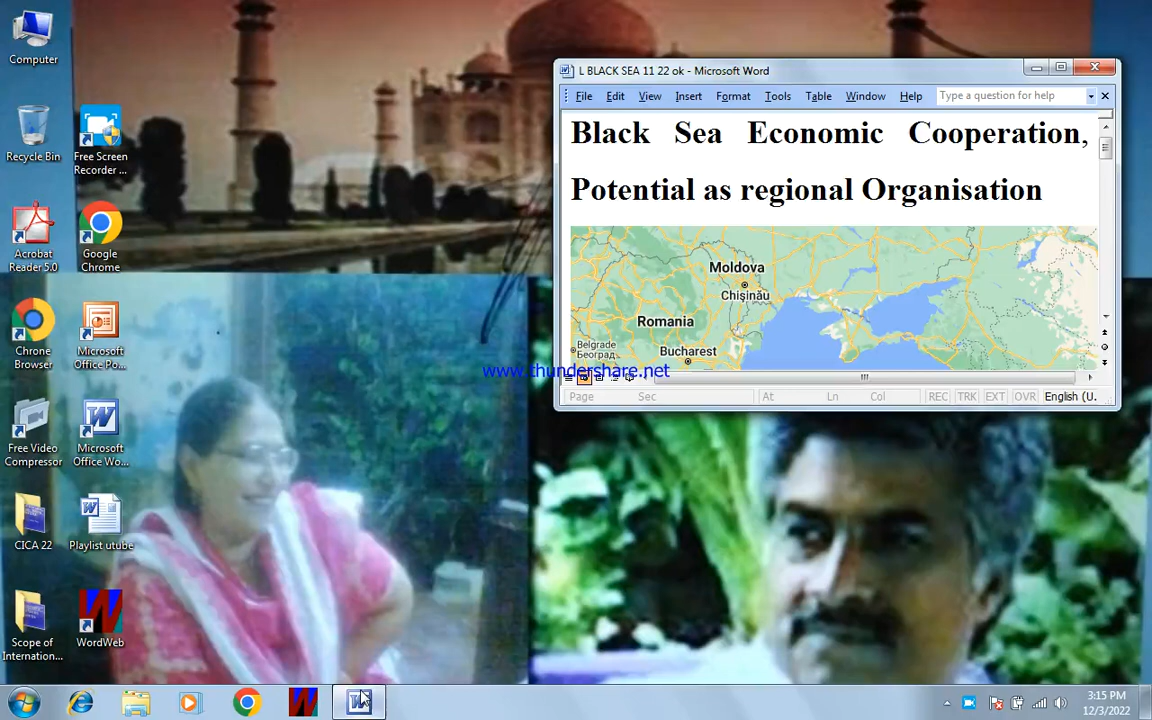 Computer
Recycle Bin
Free Screen
Recorder ...
Acrobat
Reader 5.0
Google
Chrome
Chrome
Browser
Microsoft
Office Po...
Free Video
Compressor
Microsoft
Office Wo...
CICA 22
Playlist utube
Scope of
Internation...
WordWeb
L BLACK SEA 11 22 ok - Microsoft Word
File Edit View Insert Format Tools Table Window Help Type a question for help
Black Sea Economic Cooperation,
Potential as regional Organisation
Moldova
Chişinău
Romania
Belgrade
Београд
Bucharest
www.thundershare.net
Page Sec At Ln Col REC TRK EXT OVR English (U.
3:15 PM
12/3/2022